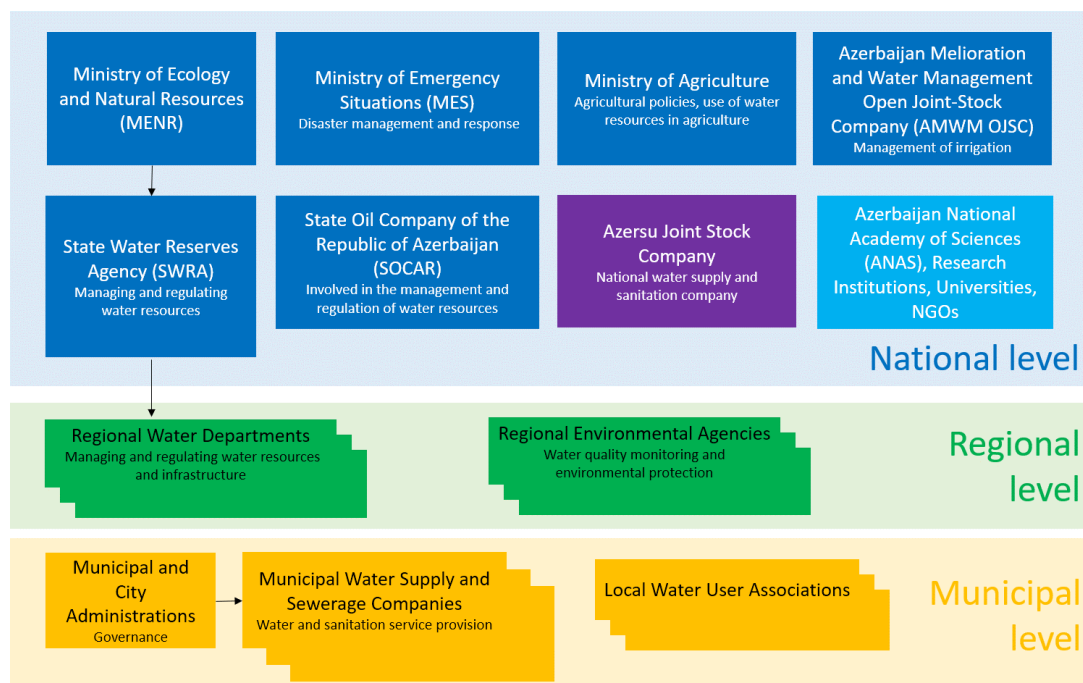 Ministry of Ecology
and Natural Resources
(MENR)
Ministry of Emergency
Situations (MES)
Disaster management and response
Ministry of Agriculture
Agricultural policies, use of water
resources in agriculture
Azerbaijan Melioration
and Water Management
Open Joint-Stock
Company (AMWM OJSC)
Management of irrigation
State Water Reserves
Agency (SWRA)
Managing and regulating
water resources
State Oil Company of the
Republic of Azerbaijan
(SOCAR)
Involved in the management and
regulation of water resources
Azersu Joint Stock
Company
National water supply and
sanitation company
Azerbaijan National
Academy of Sciences
(ANAS), Research
Institutions, Universities,
NGOs
National level
Regional Water Departments
Managing and regulating water resources
and infrastructure
Regional Environmental Agencies
Water quality monitoring and
environmental protection
Regional
level
Municipal and
City
Administrations
Governance
Municipal Water Supply and
Sewerage Companies
Water and sanitation service provision
Local Water User Associations
Municipal
level